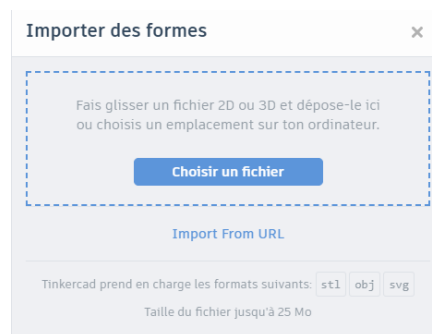 Importer des formes ×
Fais glisser un fichier 2D ou 3D et dépose-le ici
ou choisis un emplacement sur ton ordinateur.
Choisir un fichier
Import From URL
Tinkercad prend en charge les formats suivants: stl obj svg
Taille du fichier jusqu'à 25 Mo